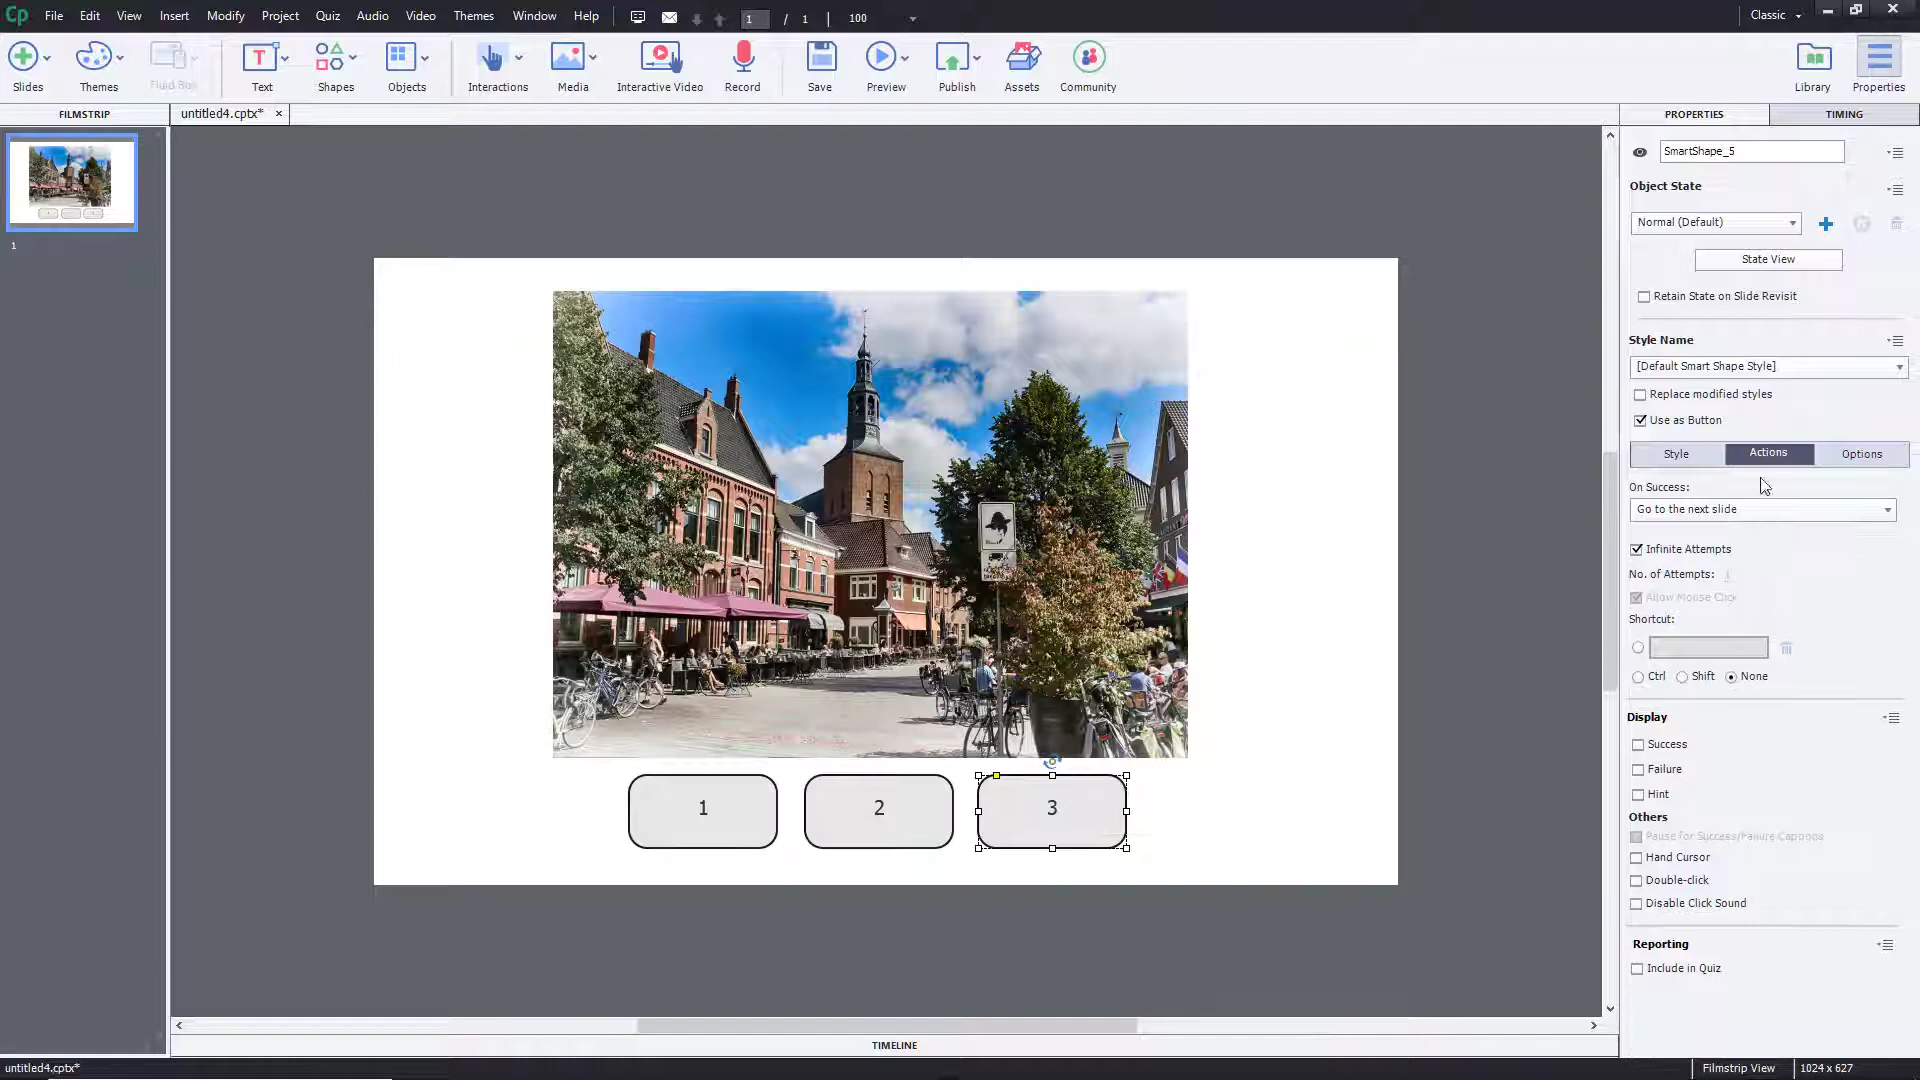 Cp File Edit View Insert Modify Project Quiz Audio Video Themes Window Help 1 / 1 100 Classic
Slides Themes Fluid Box Text Shapes Objects Interactions Media Interactive Video Record Save Preview Publish Assets Community Library Properties
FILMSTRIP untitled4.cptx* × PROPERTIES TIMING
SmartShape_5
Object State
Normal (Default)
State View
Retain State on Slide Revisit
Style Name
[Default Smart Shape Style]
Replace modified styles
Use as Button
Style Actions Options
On Success:
Go to the next slide
Infinite Attempts
No. of Attempts:
Allow Mouse Click
Shortcut:
Ctrl Shift None
Display
Success
Failure
Hint
Others
Pause for Success/Failure Captions
Hand Cursor
Double-click
Disable Click Sound
Reporting
Include in Quiz
1
1 2 3
TIMELINE
untitled4.cptx* Filmstrip View 1024 x 627